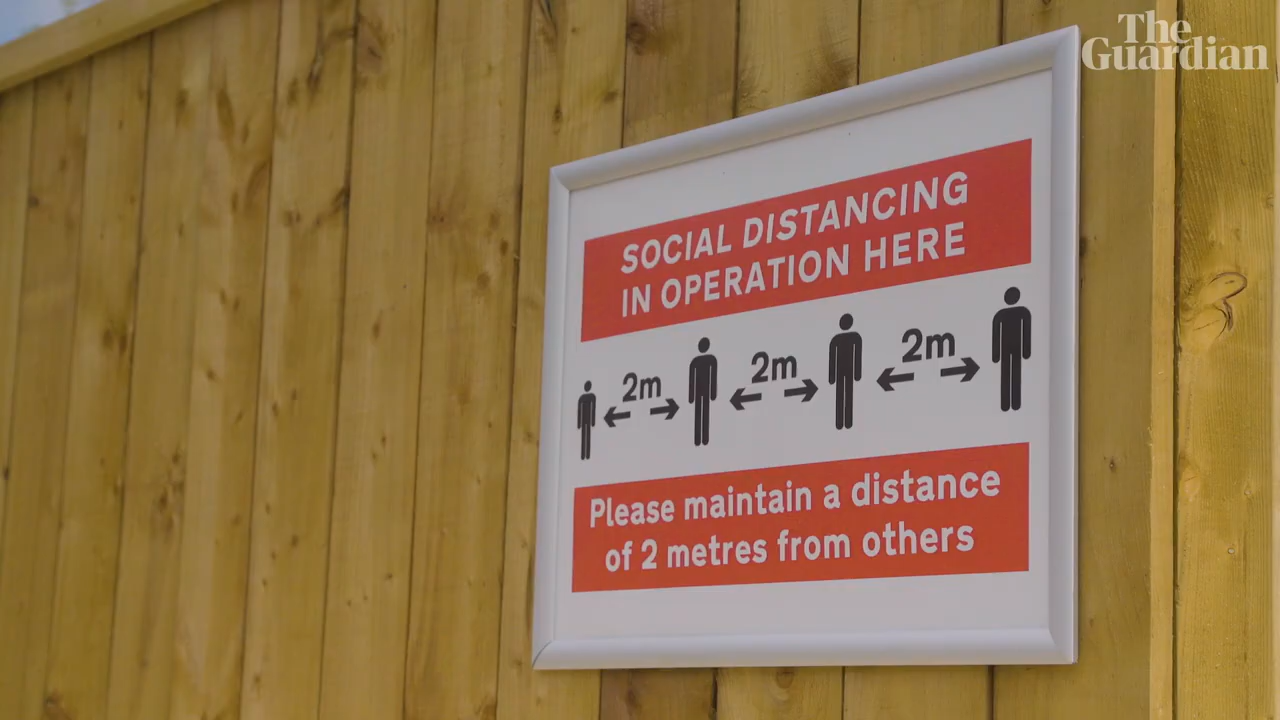 The
Guardian
SOCIAL DISTANCING
IN OPERATION HERE
2m
2m
2m
Please maintain a distance
of 2 metres from others